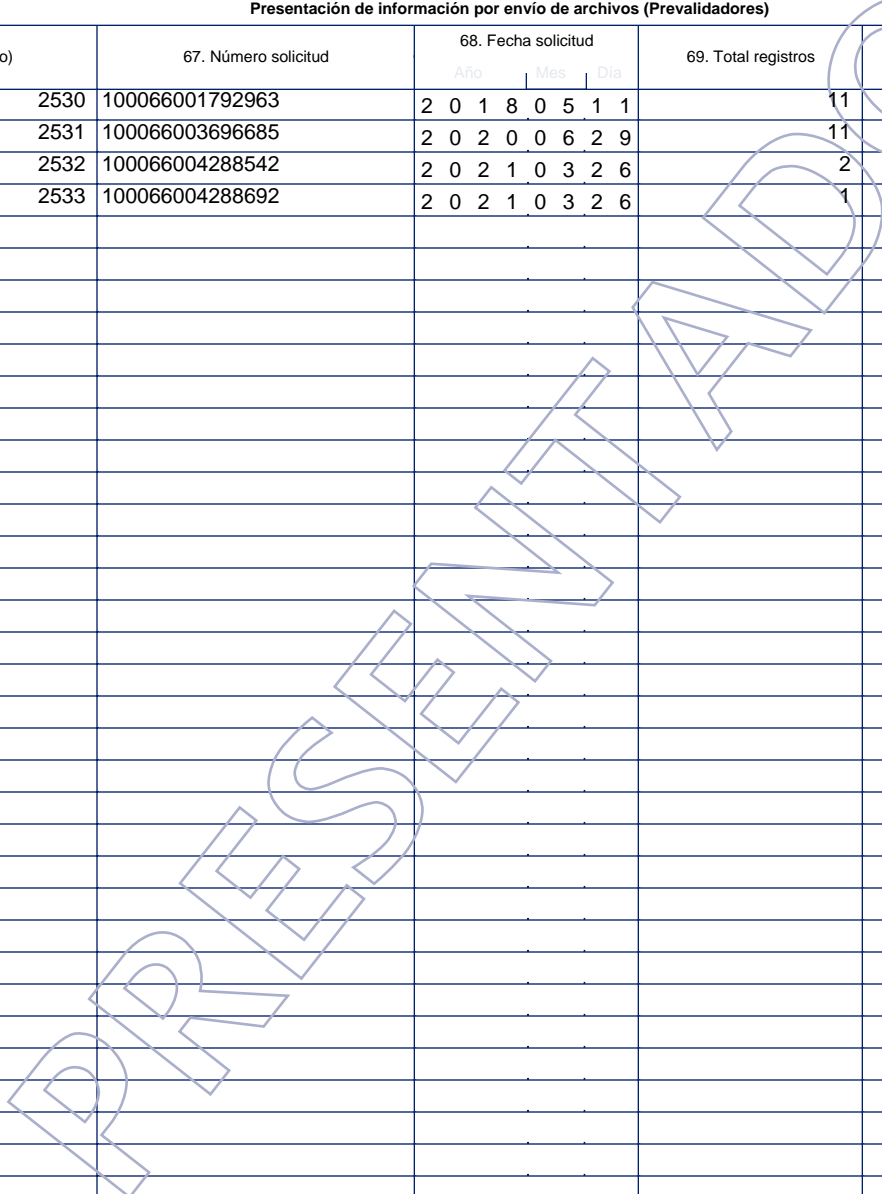 Presentación de información por envío de archivos (Prevalidadores)
o) 67. Número solicitud 68. Fecha solicitud 69. Total registros
Año Mes Día
2530 100066001792963 2 0 1 8 0 5 1 1 11
2531 100066003696685 2 0 2 0 0 6 2 9 11
2532 100066004288542 2 0 2 1 0 3 2 6 2
2533 100066004288692 2 0 2 1 0 3 2 6 1
PRESENTADO